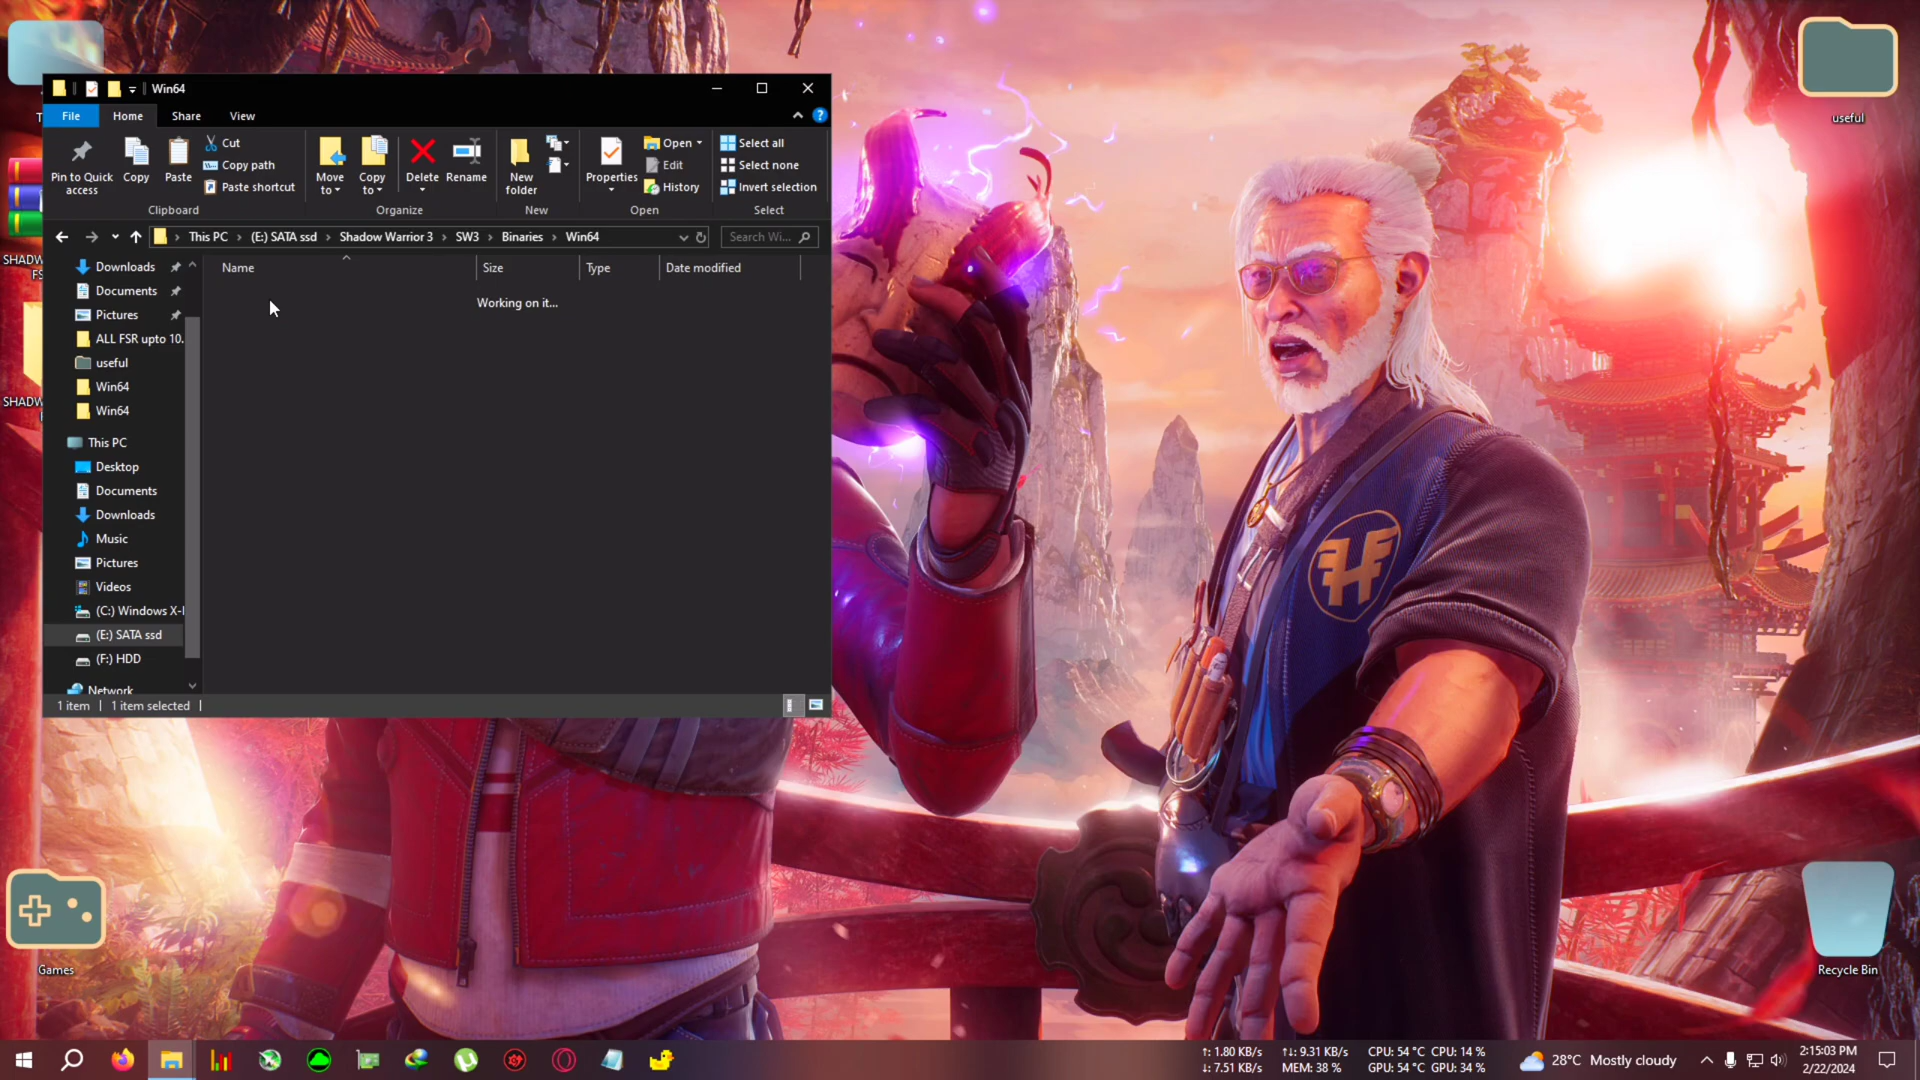 Win64
File
Home
Share
View
Pin to Quick
access
Copy
Paste
Cut
Copy path
Paste shortcut
Clipboard
Move
to
Copy
to
Delete
Rename
Organize
New
folder
New
Properties
Open
Edit
History
Open
Select all
Select none
Invert selection
Select
This PC
(E:) SATA ssd
Shadow Warrior 3
SW3
Binaries
Win64
Search Wi...
Name
Size
Type
Date modified
Working on it...
Downloads
Documents
Pictures
ALL FSR upto 10.
useful
Win64
Win64
This PC
Desktop
Documents
Downloads
Music
Pictures
Videos
(C:) Windows X-
(E:) SATA ssd
(F:) HDD
Network
1 item
1 item selected
T
SHADW
FS
SHADW
Games
useful
Recycle Bin
H
↑: 1.80 KB/s
↓: 7.51 KB/s
↑↓: 9.31 KB/s
MEM: 38 %
CPU: 54 °C CPU: 14 %
GPU: 54 °C GPU: 34 %
28°C Mostly cloudy
2:15:03 PM
2/22/2024